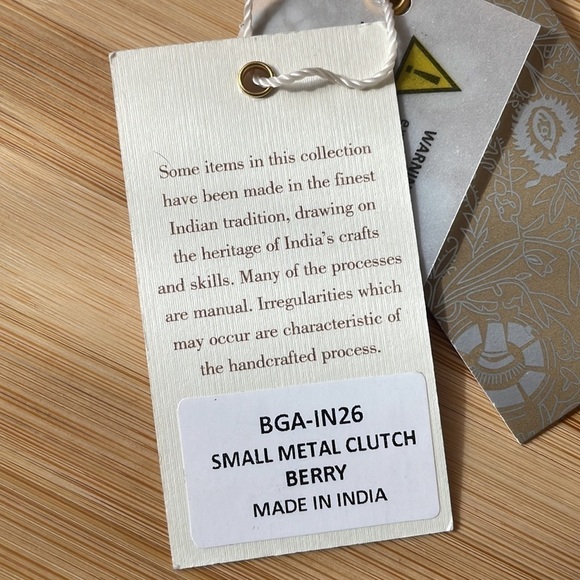 Some items in this collection
have been made in the finest
Indian tradition, drawing on
the heritage of India's crafts
and skills. Many of the processes
are manual. Irregularities which
may occur are characteristic of
the handcrafted process.
BGA-IN26
SMALL METAL CLUTCH
BERRY
MADE IN INDIA